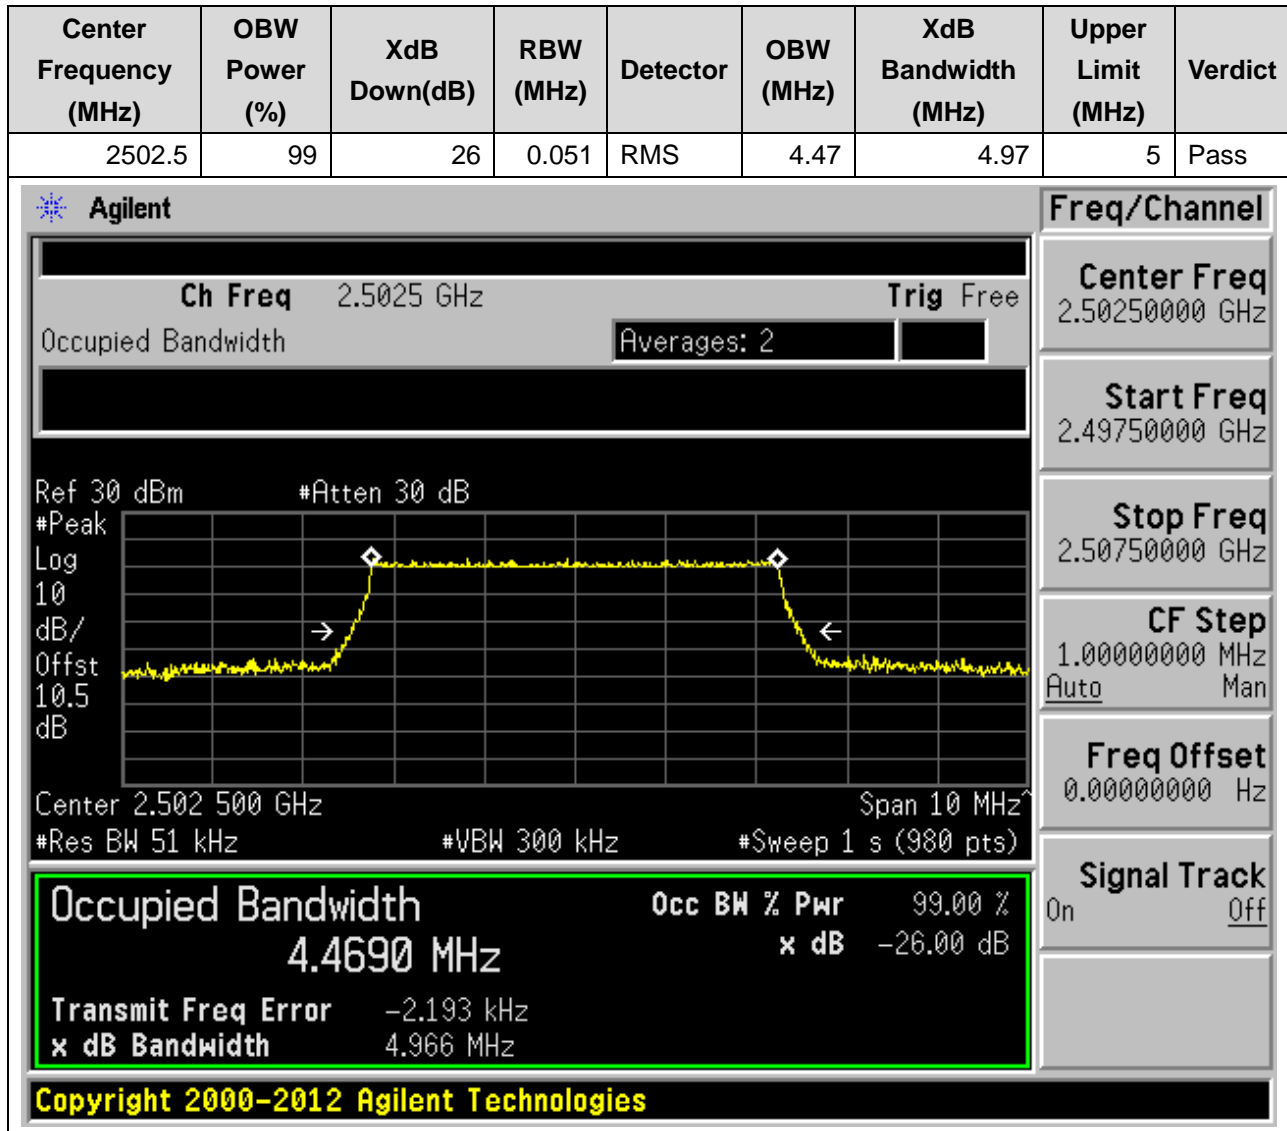 Center Frequency (MHz) OBW Power (%) XdB Down(dB) RBW (MHz) Detector OBW (MHz) XdB Bandwidth (MHz) Upper Limit (MHz) Verdict
2502.5 99 26 0.051 RMS 4.47 4.97 5 Pass
Agilent
Freq/Channel
Ch Freq 2.5025 GHz Trig Free
Occupied Bandwidth Averages: 2
Center Freq
2.50250000 GHz
Start Freq
2.49750000 GHz
Stop Freq
2.50750000 GHz
CF Step
1.00000000 MHz
Auto Man
Freq Offset
0.00000000 Hz
Signal Track
On Off
Ref 30 dBm #Atten 30 dB
#Peak
Log
10
dB/
Offst
10.5
dB
Center 2.502 500 GHz Span 10 MHz^
#Res BW 51 kHz #VBW 300 kHz #Sweep 1 s (980 pts)
Occupied Bandwidth Occ BW % Pwr 99.00 %
4.4690 MHz x dB -26.00 dB
Transmit Freq Error -2.193 kHz
x dB Bandwidth 4.966 MHz
Copyright 2000-2012 Agilent Technologies